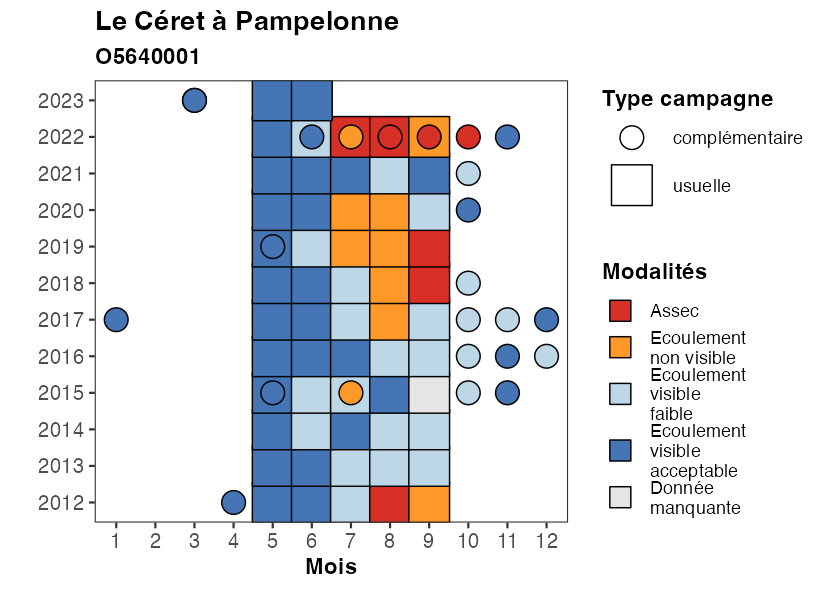 Le Céret à Pampelonne
O5640001
2023
2022
2021
2020
2019
2018
2017
2016
2015
2014
2013
2012
1 2 3 4 5 6 7 8 9 10 11 12
Mois
Type campagne
complémentaire
usuelle
Modalités
Assec
Ecoulement
non visible
Ecoulement
visible
faible
Ecoulement
visible
acceptable
Donnée
manquante